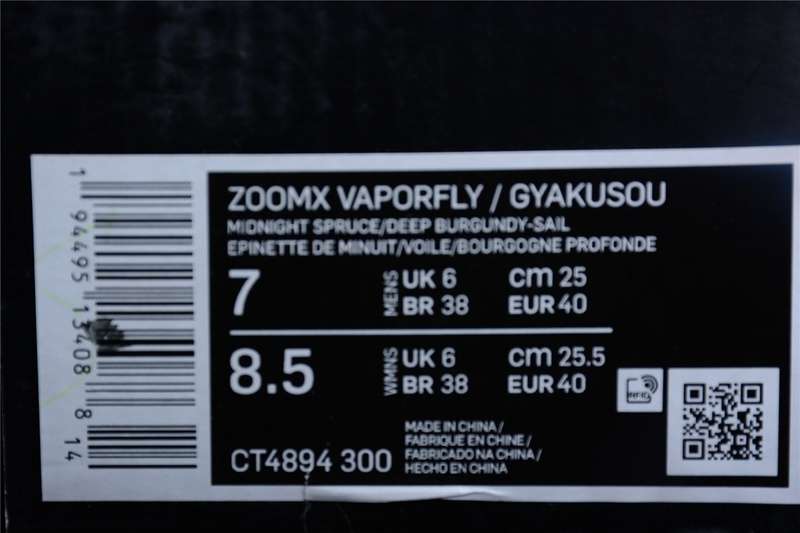 ZOOMX VAPORFLY / GYAKUSOU
MIDNIGHT SPRUCE/DEEP BURGUNDY-SAIL
EPINETTE DE MINUIT/VOILE/BOURGOGNE PROFONDE
7 MENS UK 6 cm 25
BR 38 EUR 40
8.5 WMNS UK 6 cm 25.5
BR 38 EUR 40
RFID
CT4894 300
MADE IN CHINA /
FABRIQUE EN CHINE /
FABRICADO NA CHINA /
HECHO EN CHINA
1 94495 13408 8 14